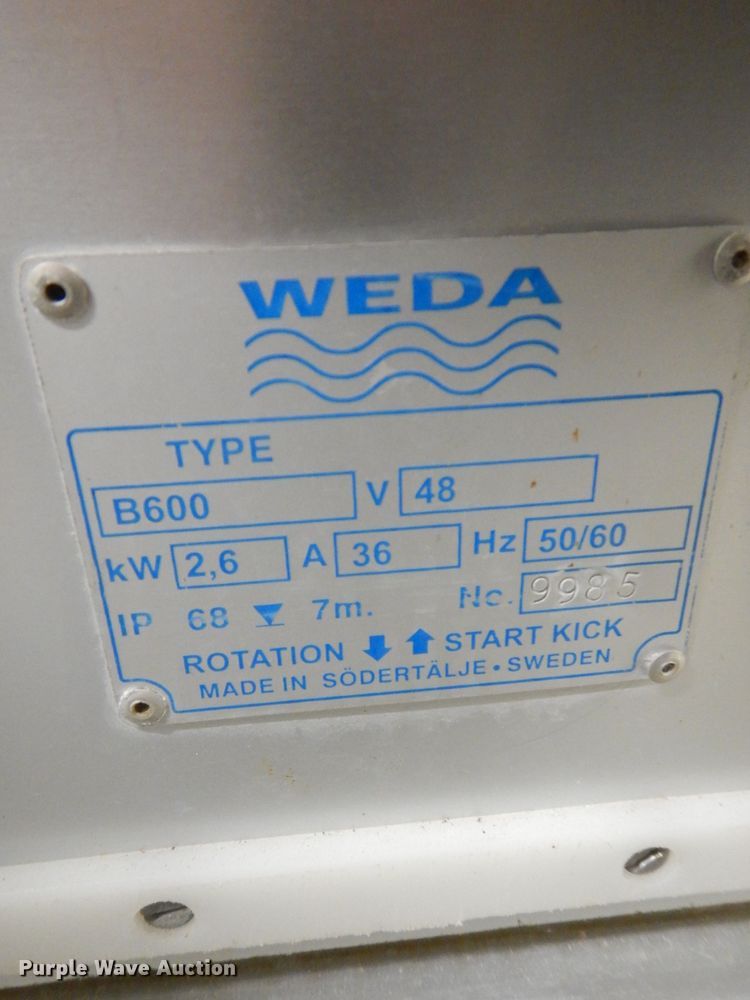 WEDA
TYPE
B600 V 48
kW 2,6 A 36 Hz 50/60
IP 68 7m. No. 9985
ROTATION START KICK
MADE IN SÖDERTÄLJE • SWEDEN
Purple Wave Auction